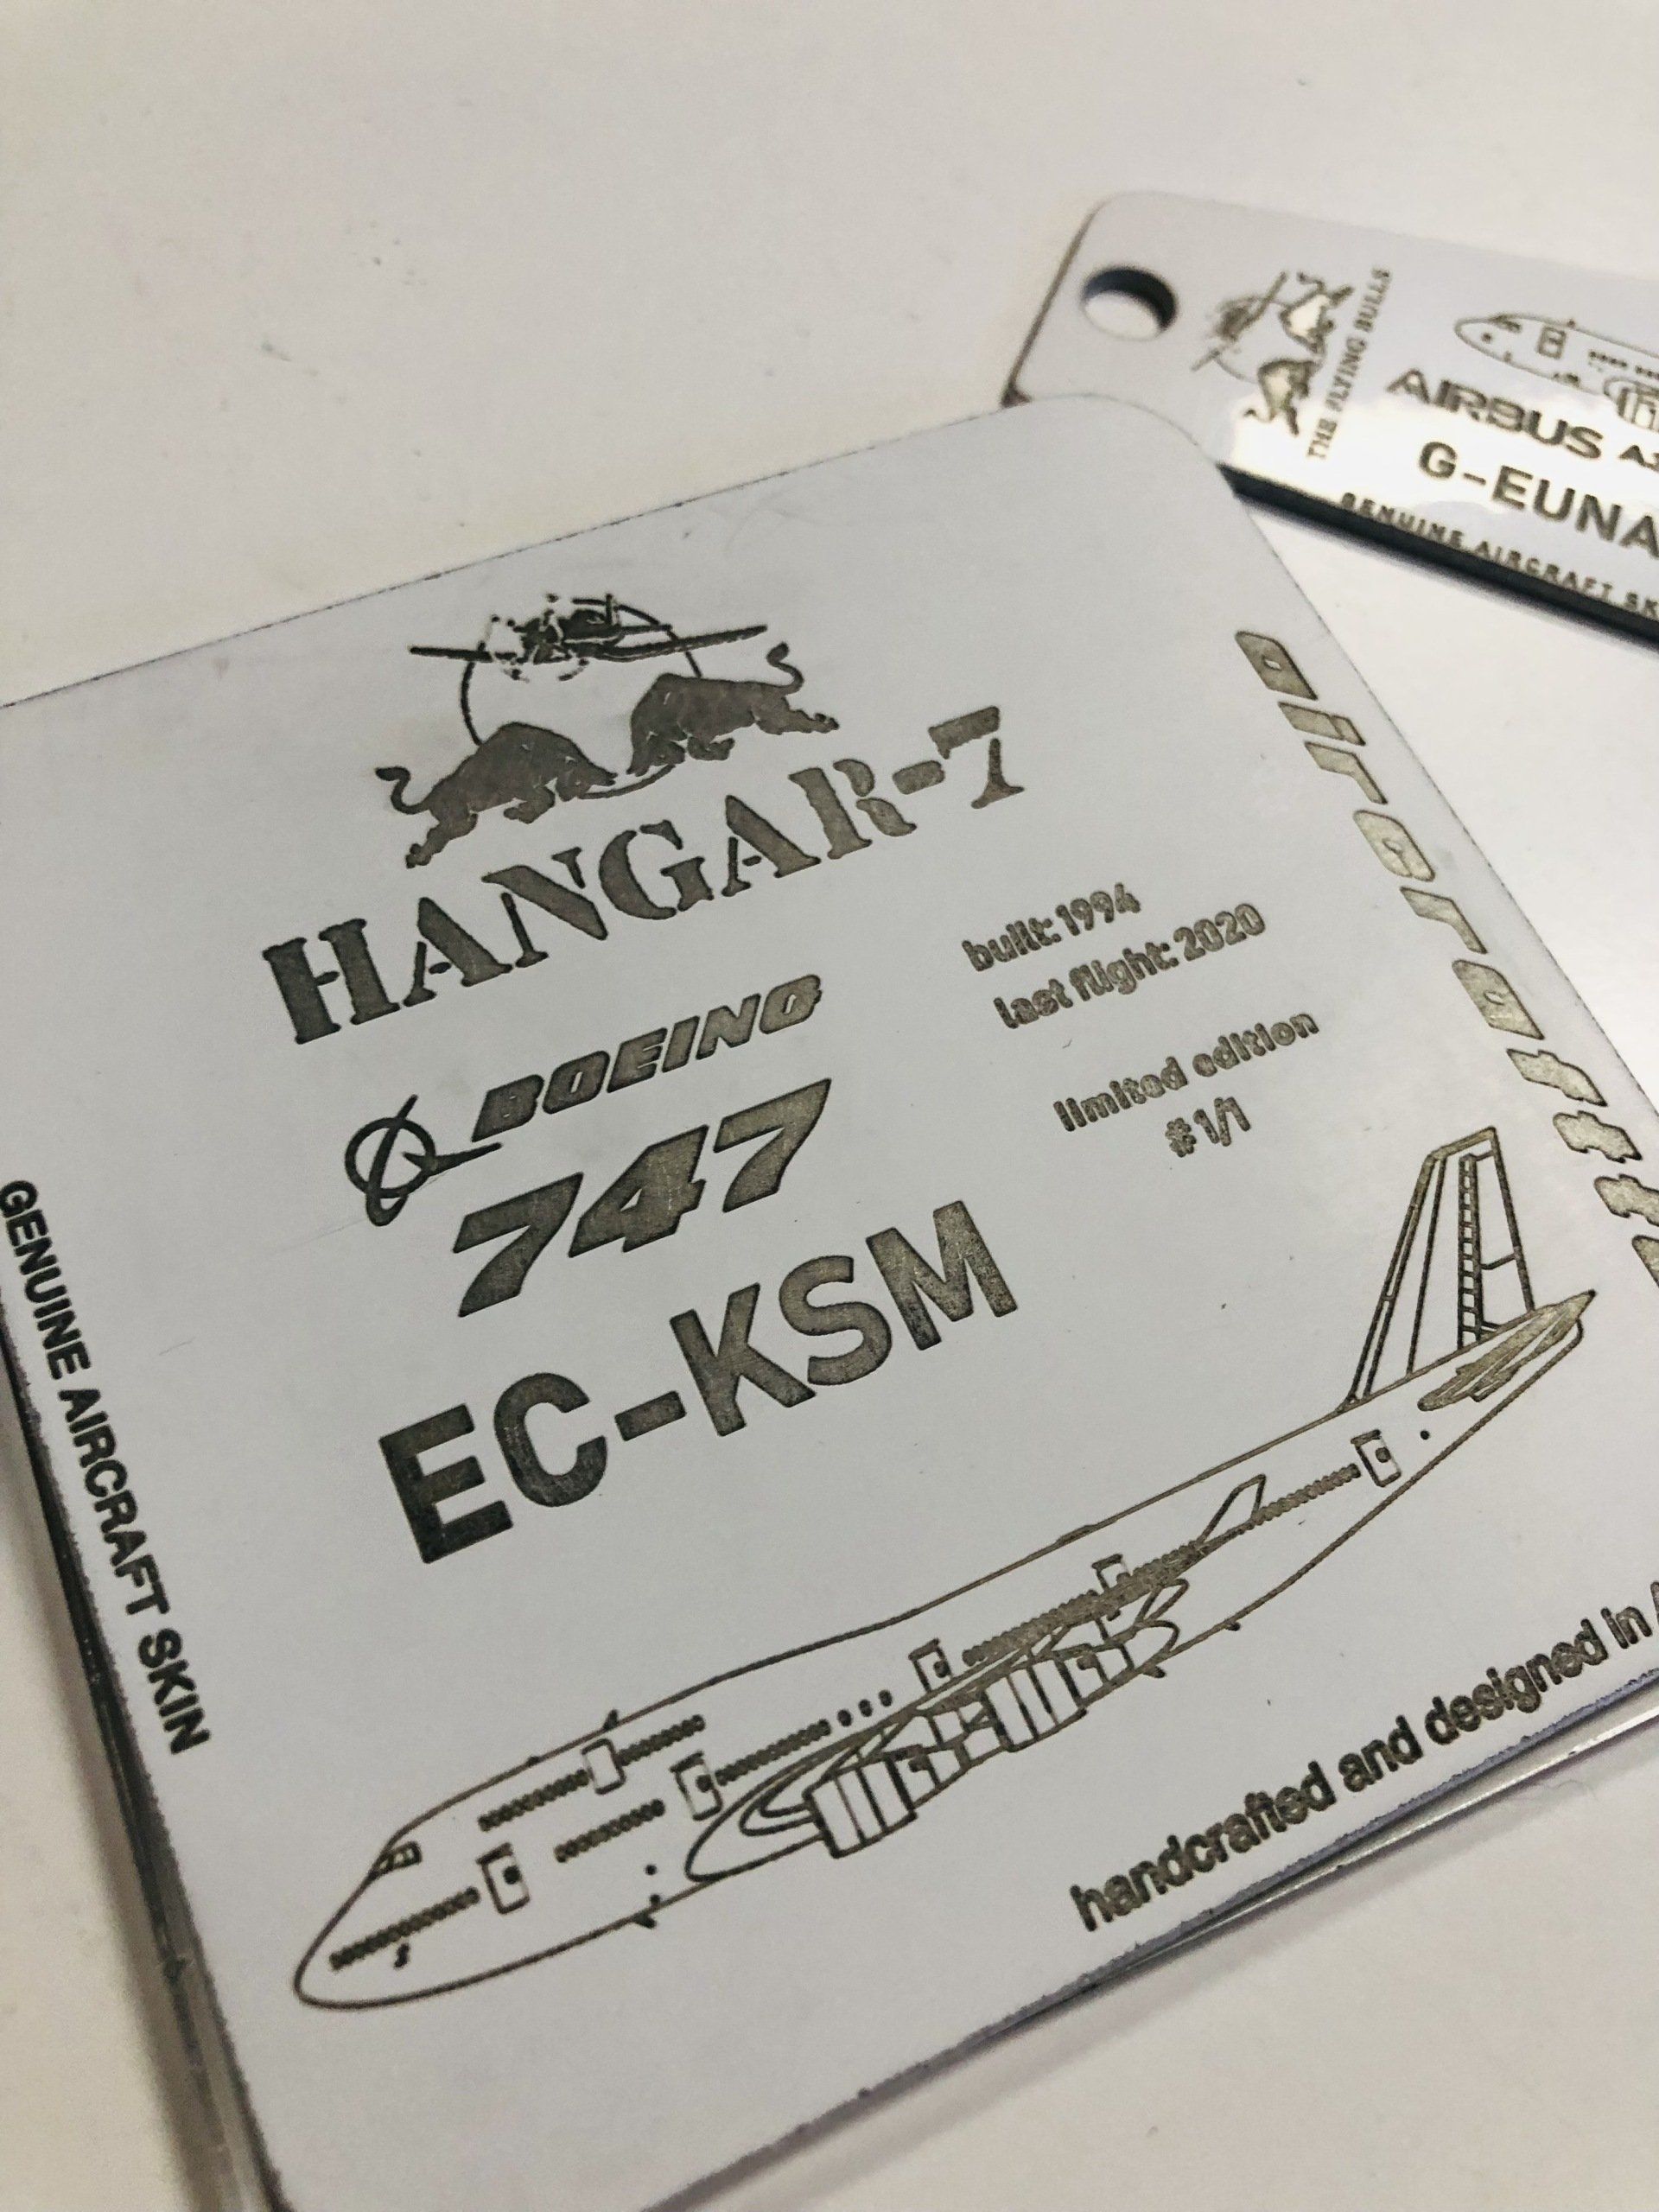 HANGAR-7
BOEING
747
EC-KSM
built: 1994
last flight: 2020
limited edition
# 1/1
GENUINE AIRCRAFT SKIN
handcrafted and designed in
THE FLYING BULLS
AIRBUS
G-EUNA
GENUINE AIRCRAFT